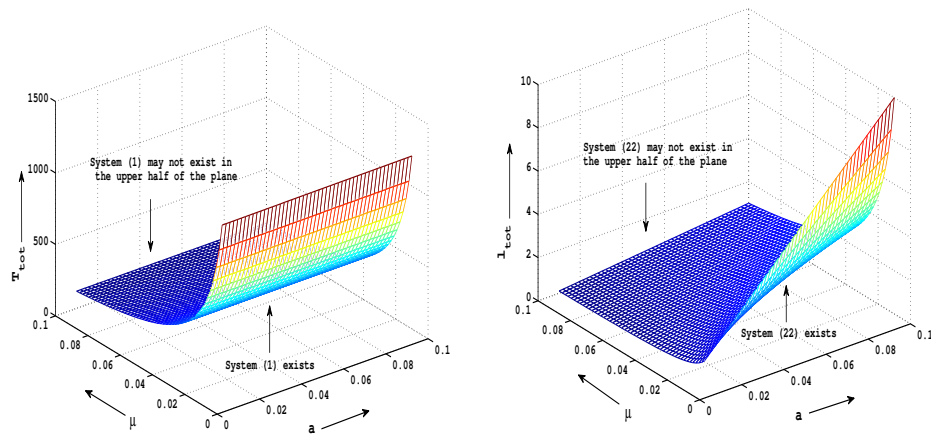 1500
1000
500
0
T_tot
System (1) may not exist in
the upper half of the plane
System (1) exists
0.1
0.08
0.06
0.04
0.02
0
μ
0
0.02
0.04
0.06
0.08
0.1
a
10
8
6
4
2
0
l_tot
System (22) may not exist in
the upper half of the plane
System (22) exists
0.1
0.08
0.06
0.04
0.02
0
μ
0
0.02
0.04
0.06
0.08
0.1
a